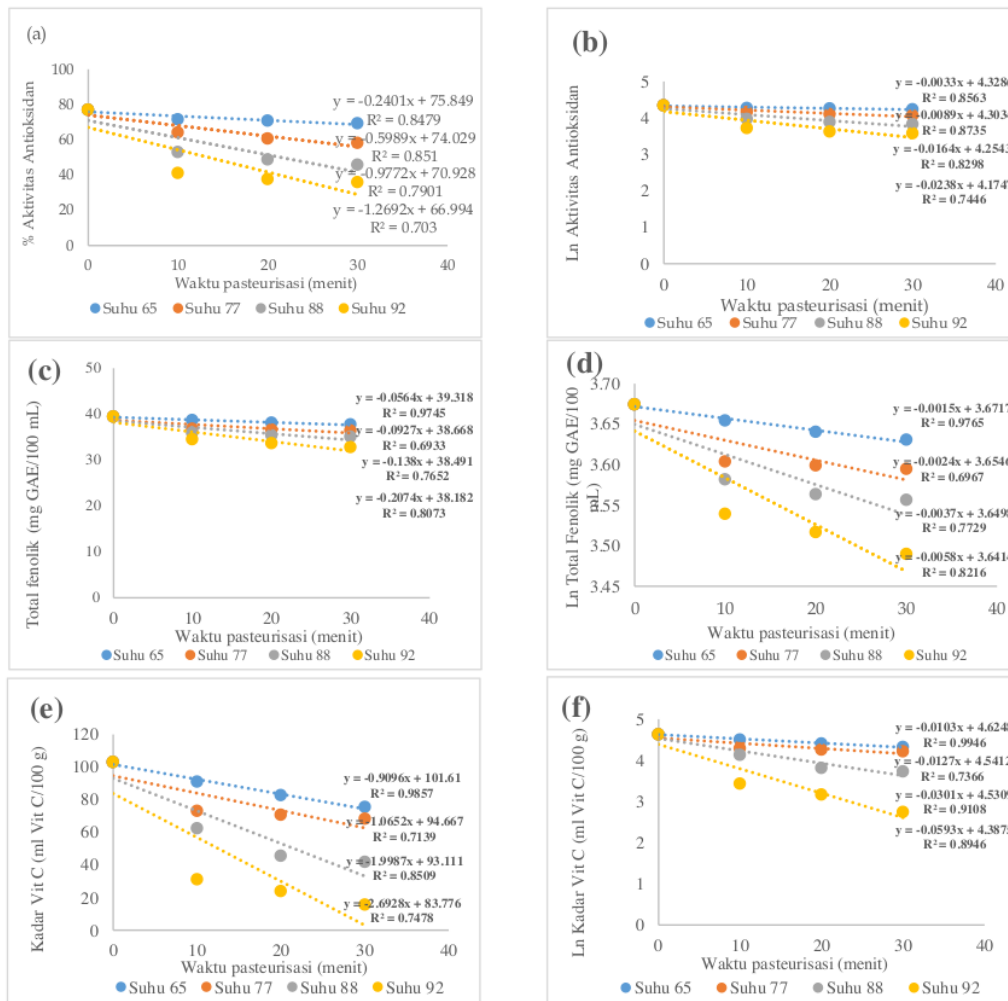 (a)
% Aktivitas Antioksidan
100
80
60
40
20
0
y = -0.2401x + 75.849
R² = 0.8479
y = -0.5989x + 74.029
R² = 0.851
y = -0.9772x + 70.928
R² = 0.7901
y = -1.2692x + 66.994
R² = 0.703
0 10 20 30 40
Waktu pasteurisasi (menit)
Suhu 65 Suhu 77 Suhu 88 Suhu 92
(b)
Ln Aktivitas Antioksidan
5
4
3
2
1
0
y = -0.0033x + 4.3286
R² = 0.8563
y = -0.0089x + 4.3034
R² = 0.8735
y = -0.0164x + 4.2543
R² = 0.8298
y = -0.0238x + 4.1747
R² = 0.7446
0 10 20 30 40
Waktu pasteurisasi (menit)
Suhu 65 Suhu 77 Suhu 88 Suhu 92
(c)
Total fenolik (mg GAE/100 mL)
50
40
30
20
10
0
y = -0.0564x + 39.318
R² = 0.9745
y = -0.0927x + 38.668
R² = 0.6933
y = -0.138x + 38.491
R² = 0.7652
y = -0.2074x + 38.182
R² = 0.8073
0 10 20 30 40
Waktu pasteurisasi (menit)
Suhu 65 Suhu 77 Suhu 88 Suhu 92
(d)
Ln Total Fenolik (mg GAE/100
mL)
3.70
3.65
3.60
3.55
3.50
3.45
y = -0.0015x + 3.6717
R² = 0.9765
y = -0.0024x + 3.6546
R² = 0.6967
y = -0.0037x + 3.6498
R² = 0.7729
y = -0.0058x + 3.6414
R² = 0.8216
0 10 20 30 40
Waktu pasteurisasi (menit)
Suhu 65 Suhu 77 Suhu 88 Suhu 92
(e)
Kadar Vit C (ml Vit C/100 g)
120
100
80
60
40
20
0
y = -0.9096x + 101.61
R² = 0.9857
y = -1.0652x + 94.667
R² = 0.7139
y = -1.9987x + 93.111
R² = 0.8509
y = -2.6928x + 83.776
R² = 0.7478
0 10 20 30 40
Waktu pasteurisasi (menit)
Suhu 65 Suhu 77 Suhu 88 Suhu 92
(f)
Ln Kadar Vit C (ml Vit C/100 g)
5
4
3
2
1
0
y = -0.0103x + 4.6248
R² = 0.9946
y = -0.0127x + 4.5412
R² = 0.7366
y = -0.0301x + 4.5309
R² = 0.9108
y = -0.0593x + 4.3875
R² = 0.8946
0 10 20 30 40
Waktu pasteurisasi (menit)
Suhu 65 Suhu 77 Suhu 88 Suhu 92